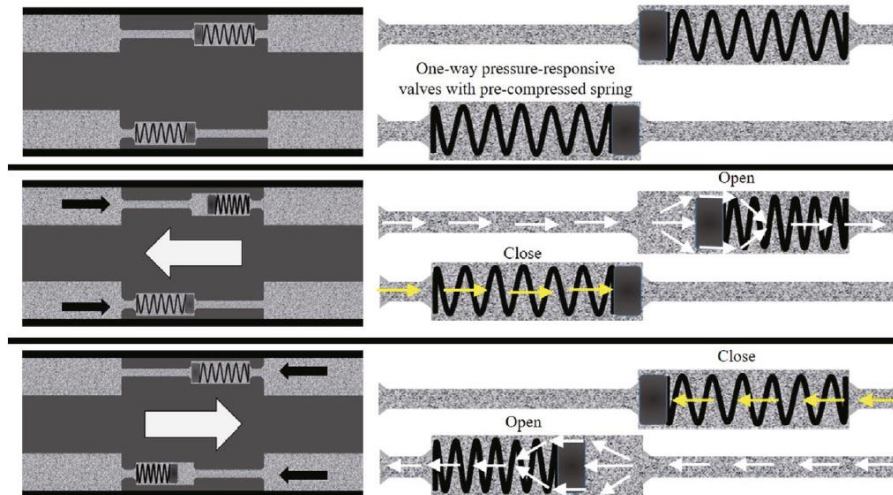 One-way pressure-responsive
valves with pre-compressed spring
Open
Close
Close
Open